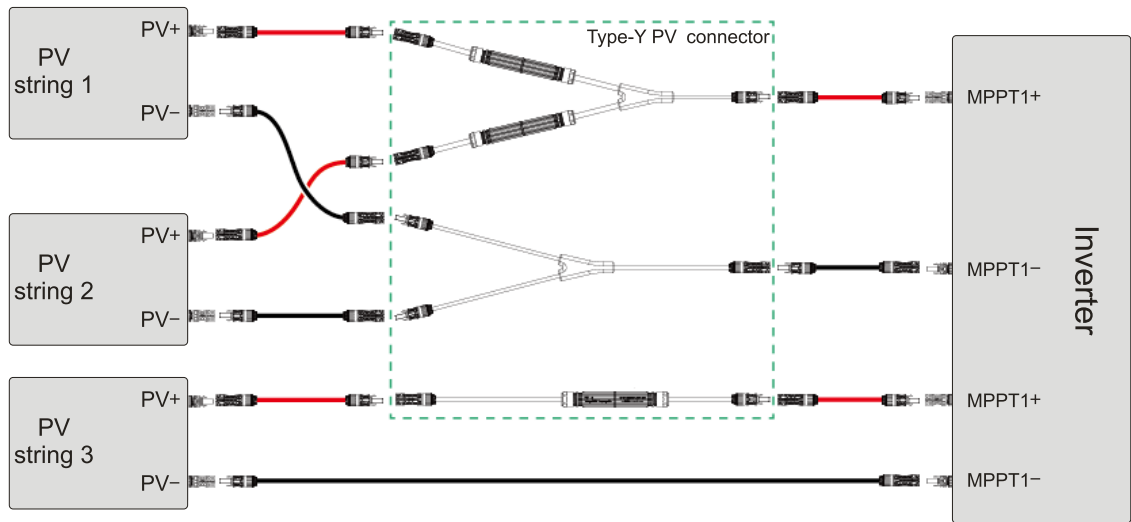 PV+
PV
string 1
PV−
Type-Y PV connector
MPPT1+
PV+
PV
string 2
PV−
MPPT1−
Inverter
PV+
PV
string 3
PV−
MPPT1+
MPPT1−